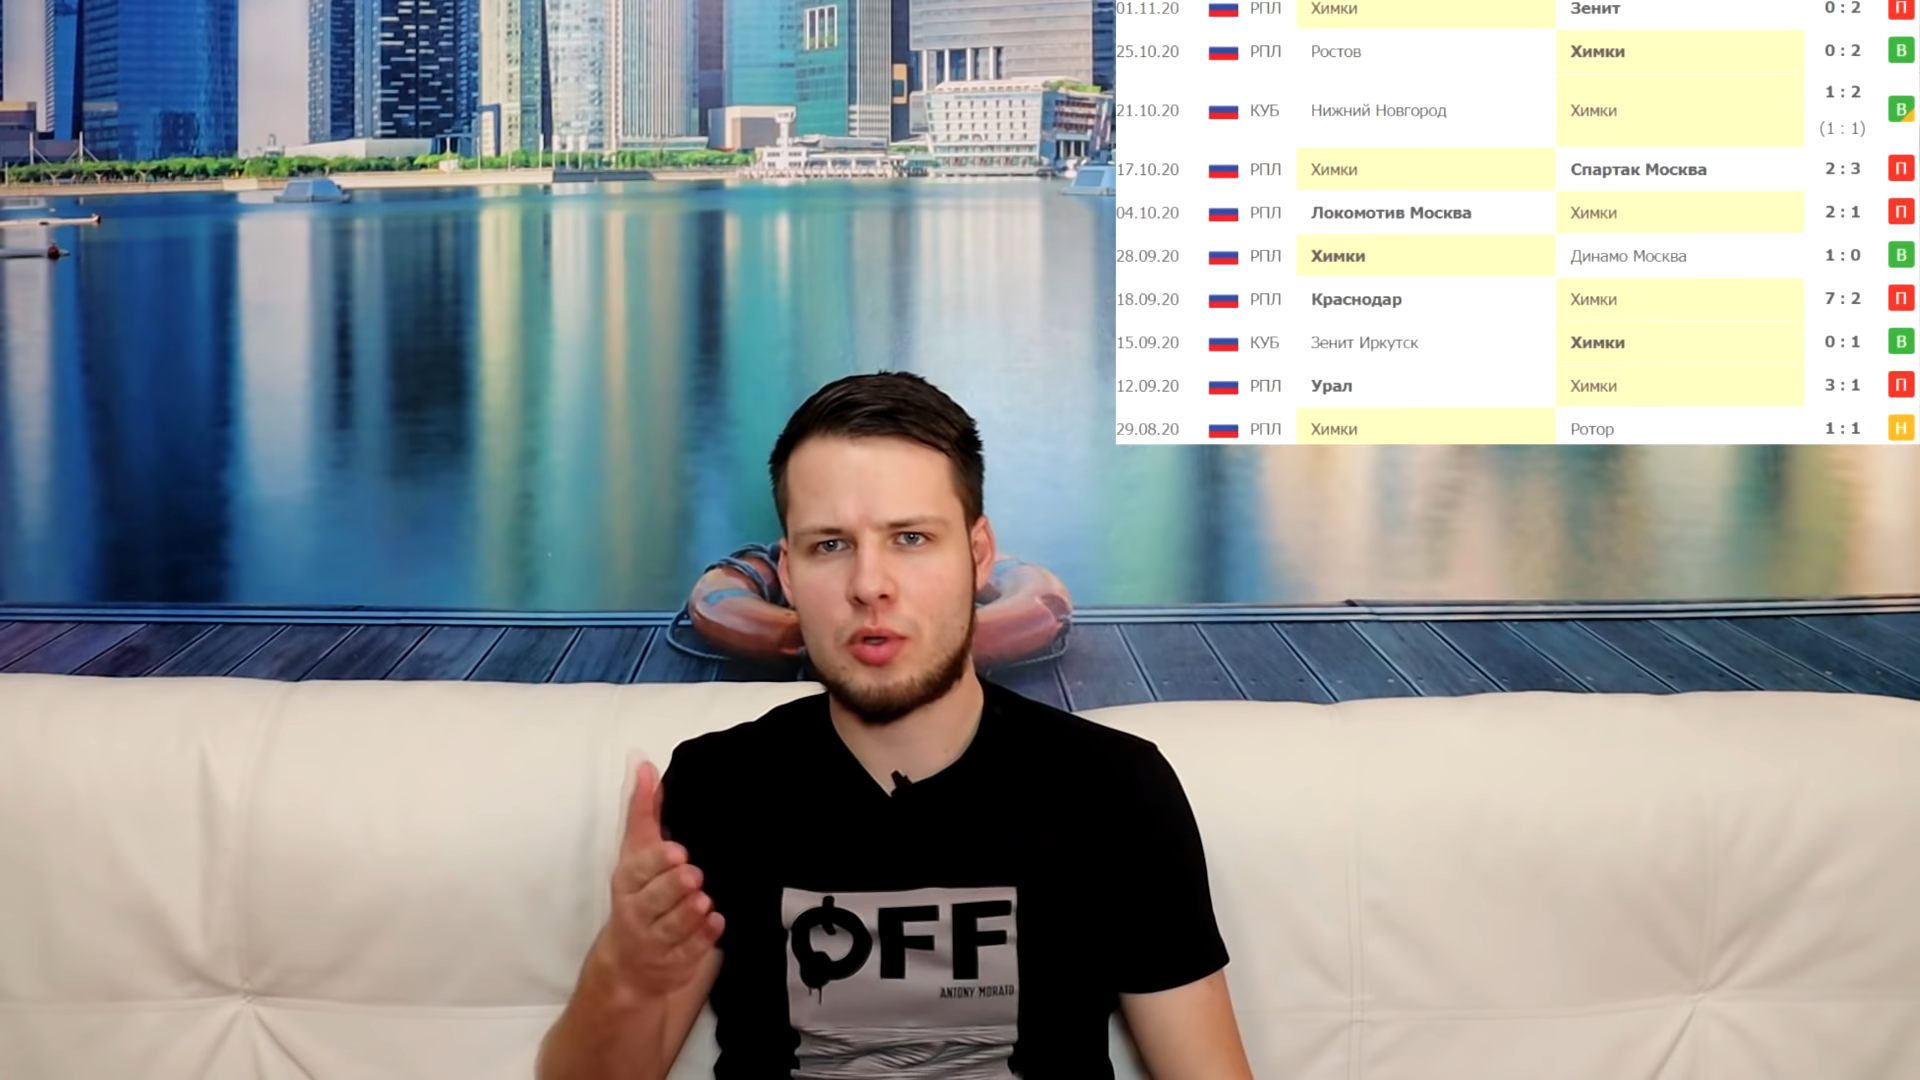 01.11.20 РПЛ Химки Зенит 0 : 2 П
25.10.20 РПЛ Ростов Химки 0 : 2 В
21.10.20 КУБ Нижний Новгород Химки 1 : 2 (1 : 1) В
17.10.20 РПЛ Химки Спартак Москва 2 : 3 П
04.10.20 РПЛ Локомотив Москва Химки 2 : 1 П
28.09.20 РПЛ Химки Динамо Москва 1 : 0 В
18.09.20 РПЛ Краснодар Химки 7 : 2 П
15.09.20 КУБ Зенит Иркутск Химки 0 : 1 В
12.09.20 РПЛ Урал Химки 3 : 1 П
29.08.20 РПЛ Химки Ротор 1 : 1 Н
OFF
ANTONY MORATO